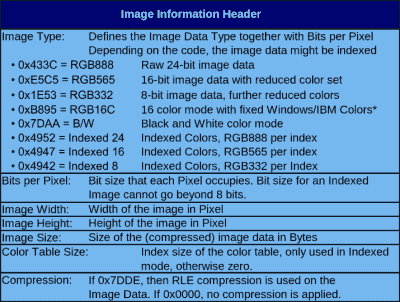 Image Information Header
Image Type: Defines the Image Data Type together with Bits per Pixel
Depending on the code, the image data might be indexed
• 0x433C = RGB888 Raw 24-bit image data
• 0xE5C5 = RGB565 16-bit image data with reduced color set
• 0x1E53 = RGB332 8-bit image data, further reduced colors
• 0xB895 = RGB16C 16 color mode with fixed Windows/IBM Colors*
• 0x7DAA = B/W Black and White color mode
• 0x4952 = Indexed 24 Indexed Colors, RGB888 per index
• 0x4947 = Indexed 16 Indexed Colors, RGB565 per index
• 0x4942 = Indexed 8 Indexed Colors, RGB332 per Index
Bits per Pixel: Bit size that each Pixel occupies. Bit size for an Indexed
Image cannot go beyond 8 bits.
Image Width: Width of the image in Pixel
Image Height: Height of the image in Pixel
Image Size: Size of the (compressed) image data in Bytes
Color Table Size: Index size of the color table, only used in Indexed
mode, otherwise zero.
Compression: If 0x7DDE, then RLE compression is used on the
Image Data. If 0x0000, no compression is applied.